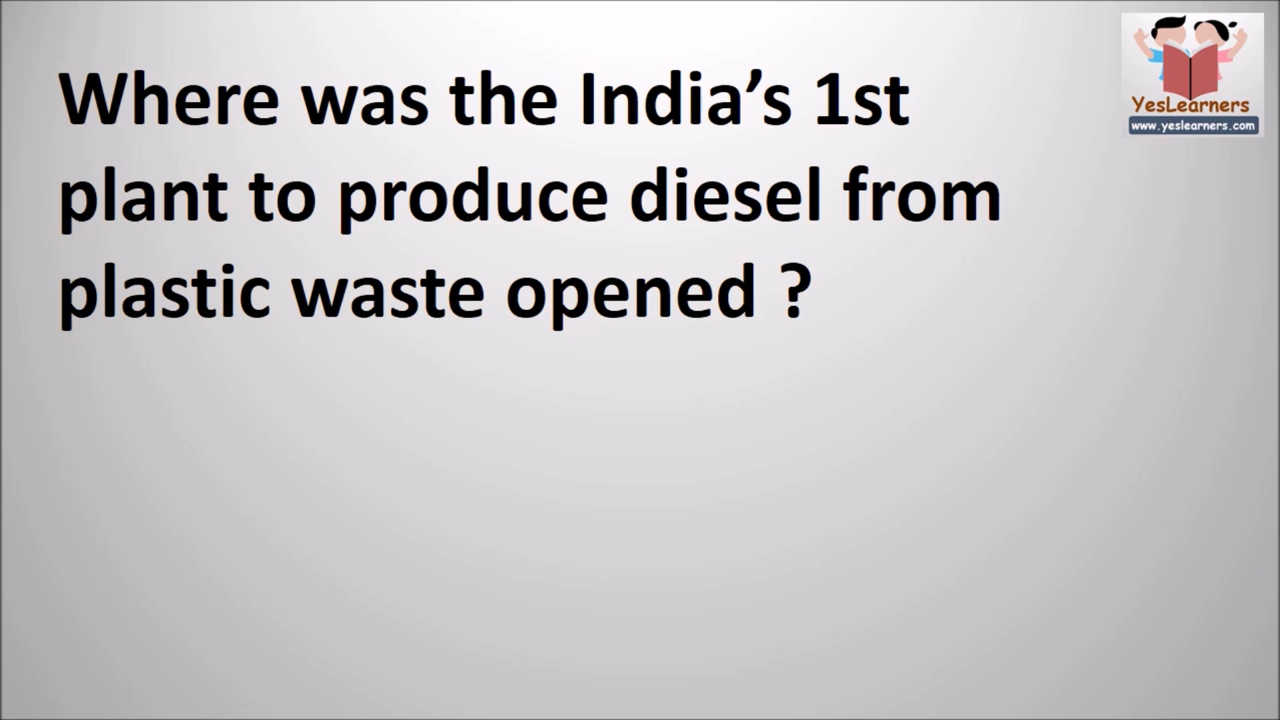 Where was the India’s 1st
plant to produce diesel from
plastic waste opened ?
YesLearners
www.yeslearners.com